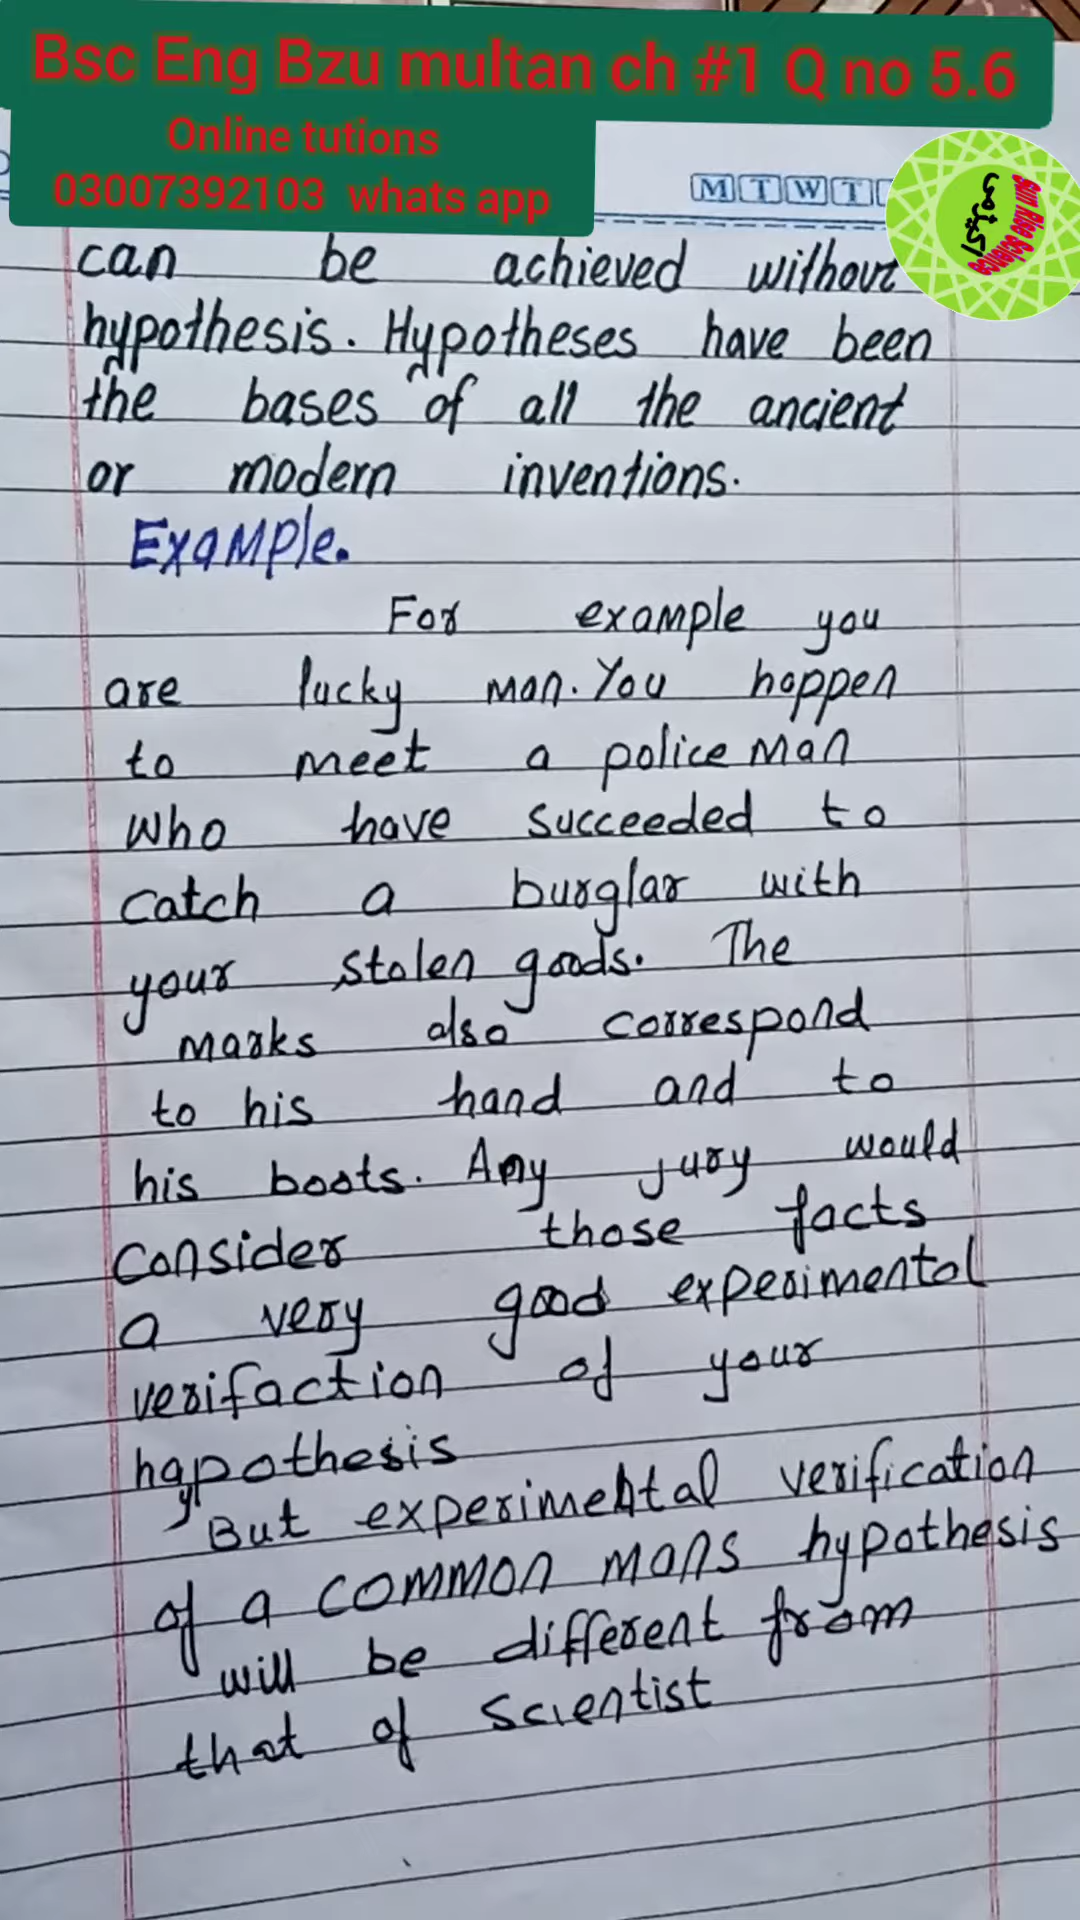 Bsc Eng Bzu multan ch #1 Q no 5.6
Online tutions
03007392103 whats app
M T W T
Sun Rise Science
اکیڈمی
can be achieved without
hypothesis. Hypotheses have been
the bases of all the ancient
or modern inventions.
Example.
For example you
are lucky man. You happen
to meet a police man
who have succeeded to
catch a burglar with
your stolen goods. The
marks also correspond
to his hand and to
his boots. Any jury would
consider those facts
a very good experimental
verifaction of your
hypothesis
But experimental verification
of a common mans hypothesis
will be different from
that of scientist